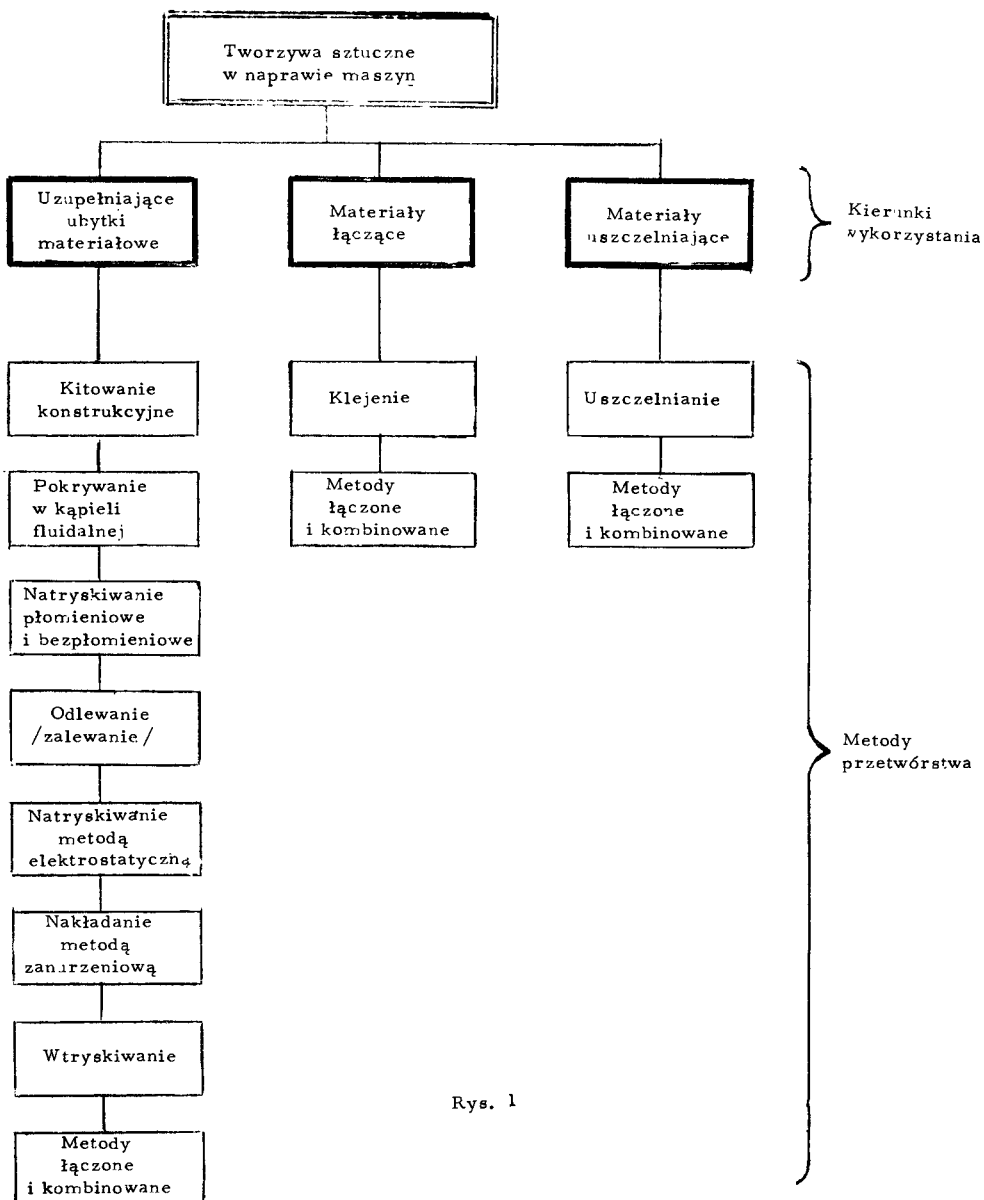 Tworzywa sztuczne
w naprawie maszyn
Uzupełniające
ubytki
materiałowe
Materiały
łączące
Materiały
uszczelniające
Kierunki
wykorzystania
Kitowanie
konstrukcyjne
Klejenie
Uszczelnianie
Pokrywanie
w kąpieli
fluidalnej
Metody
łączone
i kombinowane
Metody
łączone
i kombinowane
Natryskiwanie
płomieniowe
i bezpłomieniowe
Odlewanie
/zalewanie/
Metody
przetwórstwa
Natryskiwanie
metodą
elektrostatyczną
Nakładanie
metodą
zanurzeniową
Wtryskiwanie
Rys. 1
Metody
łączone
i kombinowane